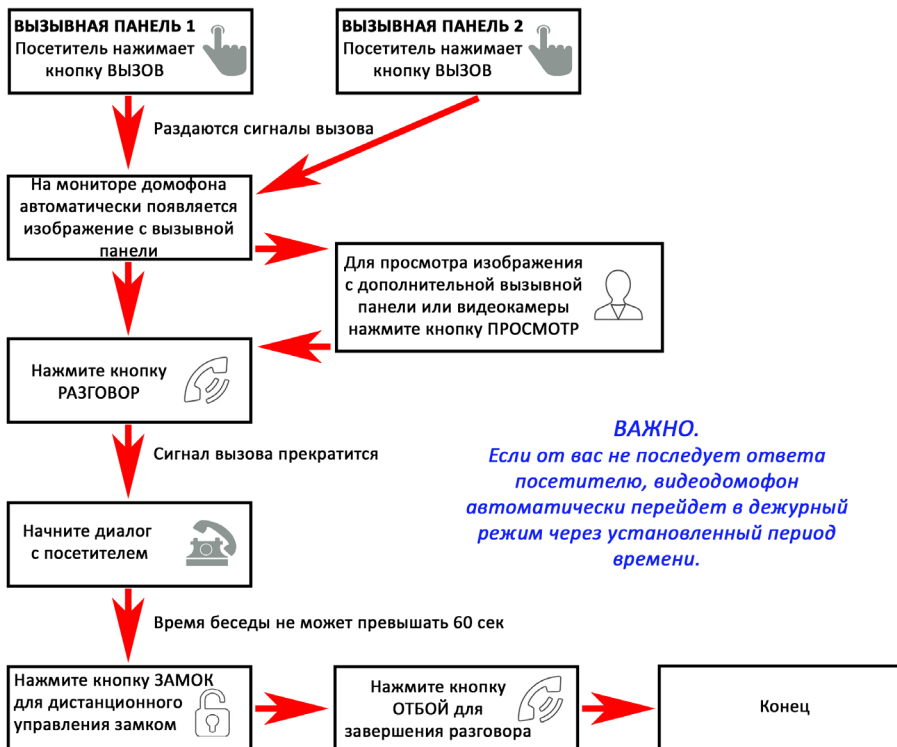 ВЫЗЫВНАЯ ПАНЕЛЬ 1
Посетитель нажимает
кнопку ВЫЗОВ
ВЫЗЫВНАЯ ПАНЕЛЬ 2
Посетитель нажимает
кнопку ВЫЗОВ
Раздаются сигналы вызова
На мониторе домофона
автоматически появляется
изображение с вызывной
панели
Для просмотра изображения
с дополнительной вызывной
панели или видеокамеры
нажмите кнопку ПРОСМОТР
Нажмите кнопку
РАЗГОВОР
Сигнал вызова прекратится
ВАЖНО.
Если от вас не последует ответа
посетителю, видеодомофон
автоматически перейдет в дежурный
режим через установленный период
времени.
Начните диалог
с посетителем
Время беседы не может превышать 60 сек
Нажмите кнопку ЗАМОК
для дистанционного
управления замком
Нажмите кнопку
ОТБОЙ для
завершения разговора
Конец